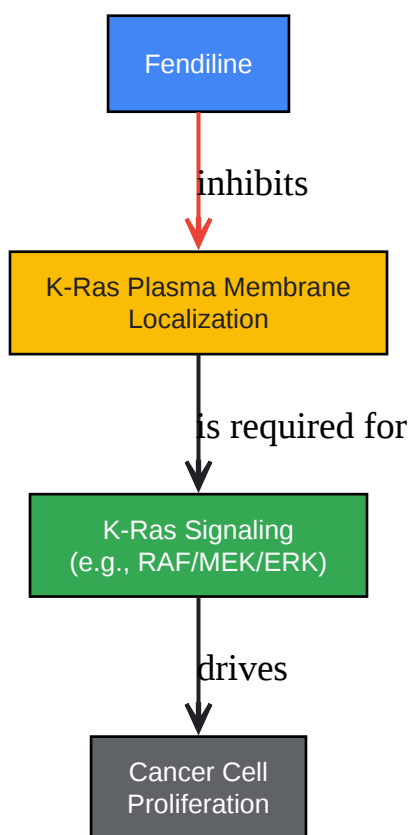 Fendiline
inhibits
K-Ras Plasma Membrane
Localization
is required for
K-Ras Signaling
(e.g., RAF/MEK/ERK)
drives
Cancer Cell
Proliferation